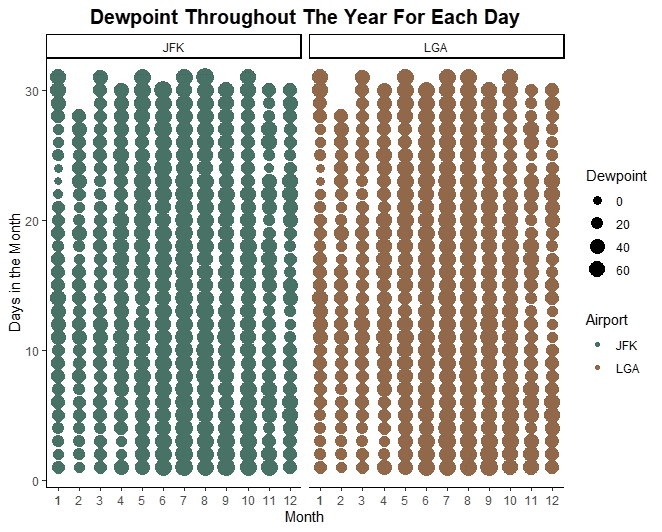 Dewpoint Throughout The Year For Each Day
JFK
LGA
30
20
10
0
Days in the Month
1 2 3 4 5 6 7 8 9 10 11 12
1 2 3 4 5 6 7 8 9 10 11 12
Month
Dewpoint
0
20
40
60
Airport
JFK
LGA